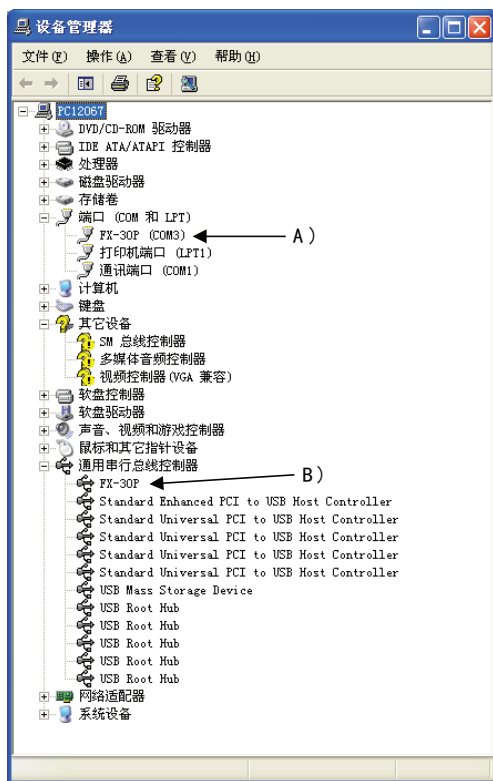 设备管理器
文件(F) 操作(A) 查看(V) 帮助(H)
PC12067
DVD/CD-ROM 驱动器
IDE ATA/ATAPI 控制器
处理器
磁盘驱动器
存储卷
端口 (COM 和 LPT)
FX-30P (COM3) A)
打印机端口 (LPT1)
通讯端口 (COM1)
计算机
键盘
其它设备
SM 总线控制器
多媒体音频控制器
视频控制器(VGA 兼容)
软盘控制器
软盘驱动器
声音、视频和游戏控制器
鼠标和其它指针设备
通用串行总线控制器
FX-30P B)
Standard Enhanced PCI to USB Host Controller
Standard Universal PCI to USB Host Controller
Standard Universal PCI to USB Host Controller
Standard Universal PCI to USB Host Controller
Standard Universal PCI to USB Host Controller
USB Mass Storage Device
USB Root Hub
USB Root Hub
USB Root Hub
USB Root Hub
USB Root Hub
网络适配器
系统设备